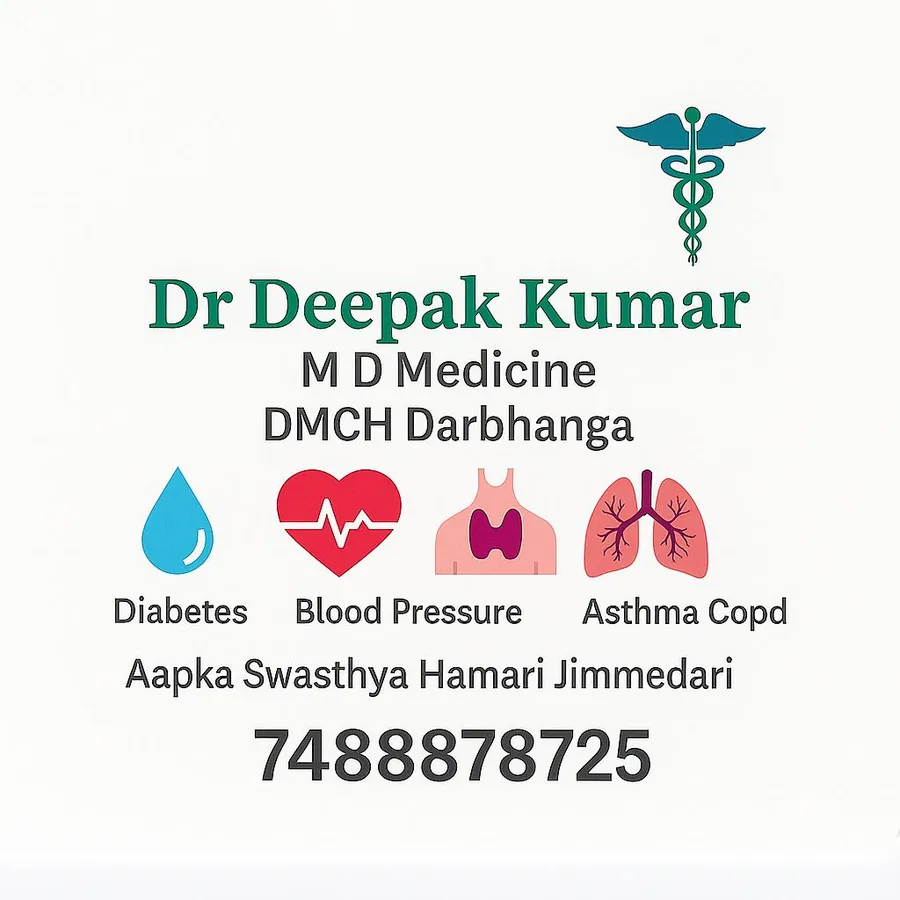 Dr Deepak Kumar
M D Medicine
DMCH Darbhanga
Diabetes Blood Pressure Asthma Copd
Aapka Swasthya Hamari Jimmedari
7488878725